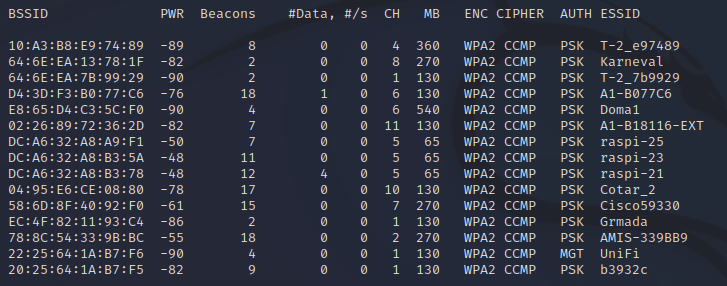 BSSID PWR Beacons #Data, #/s CH MB ENC CIPHER AUTH ESSID
10:A3:B8:E9:74:89 -89 8 0 0 4 360 WPA2 CCMP PSK T-2_e97489
64:6E:EA:13:78:1F -82 2 0 0 8 270 WPA2 CCMP PSK Karneval
64:6E:EA:7B:99:29 -90 2 0 0 1 130 WPA2 CCMP PSK T-2_7b9929
D4:3D:F3:B0:77:C6 -76 18 1 0 6 130 WPA2 CCMP PSK A1-B077C6
E8:65:D4:C3:5C:F0 -90 4 0 0 6 540 WPA2 CCMP PSK Doma1
02:26:89:72:36:2D -82 7 0 0 11 130 WPA2 CCMP PSK A1-B18116-EXT
DC:A6:32:A8:A9:F1 -50 7 0 0 5 65 WPA2 CCMP PSK raspi-25
DC:A6:32:A8:B3:5A -48 11 0 0 5 65 WPA2 CCMP PSK raspi-23
DC:A6:32:A8:B3:78 -48 12 4 0 5 65 WPA2 CCMP PSK raspi-21
04:95:E6:CE:08:80 -78 17 0 0 10 130 WPA2 CCMP PSK Cotar_2
58:6D:8F:40:92:F0 -61 15 0 0 7 270 WPA2 CCMP PSK Cisco59330
EC:4F:82:11:93:C4 -86 2 0 0 1 130 WPA2 CCMP PSK Grmada
78:8C:54:33:9B:BC -55 18 0 0 2 270 WPA2 CCMP PSK AMIS-339BB9
22:25:64:1A:B7:F6 -90 4 0 0 1 130 WPA2 CCMP MGT UniFi
20:25:64:1A:B7:F5 -82 9 0 0 1 130 WPA2 CCMP PSK b3932c